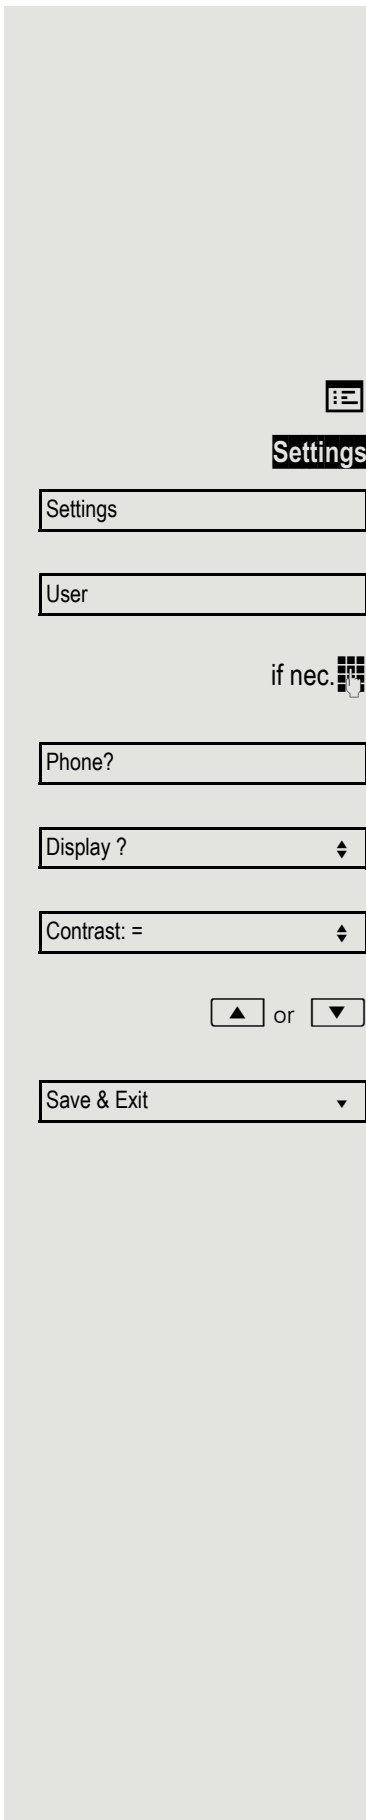 Settings
Settings
User
if nec.
Phone?
Display ?
Contrast: =
or
Save & Exit